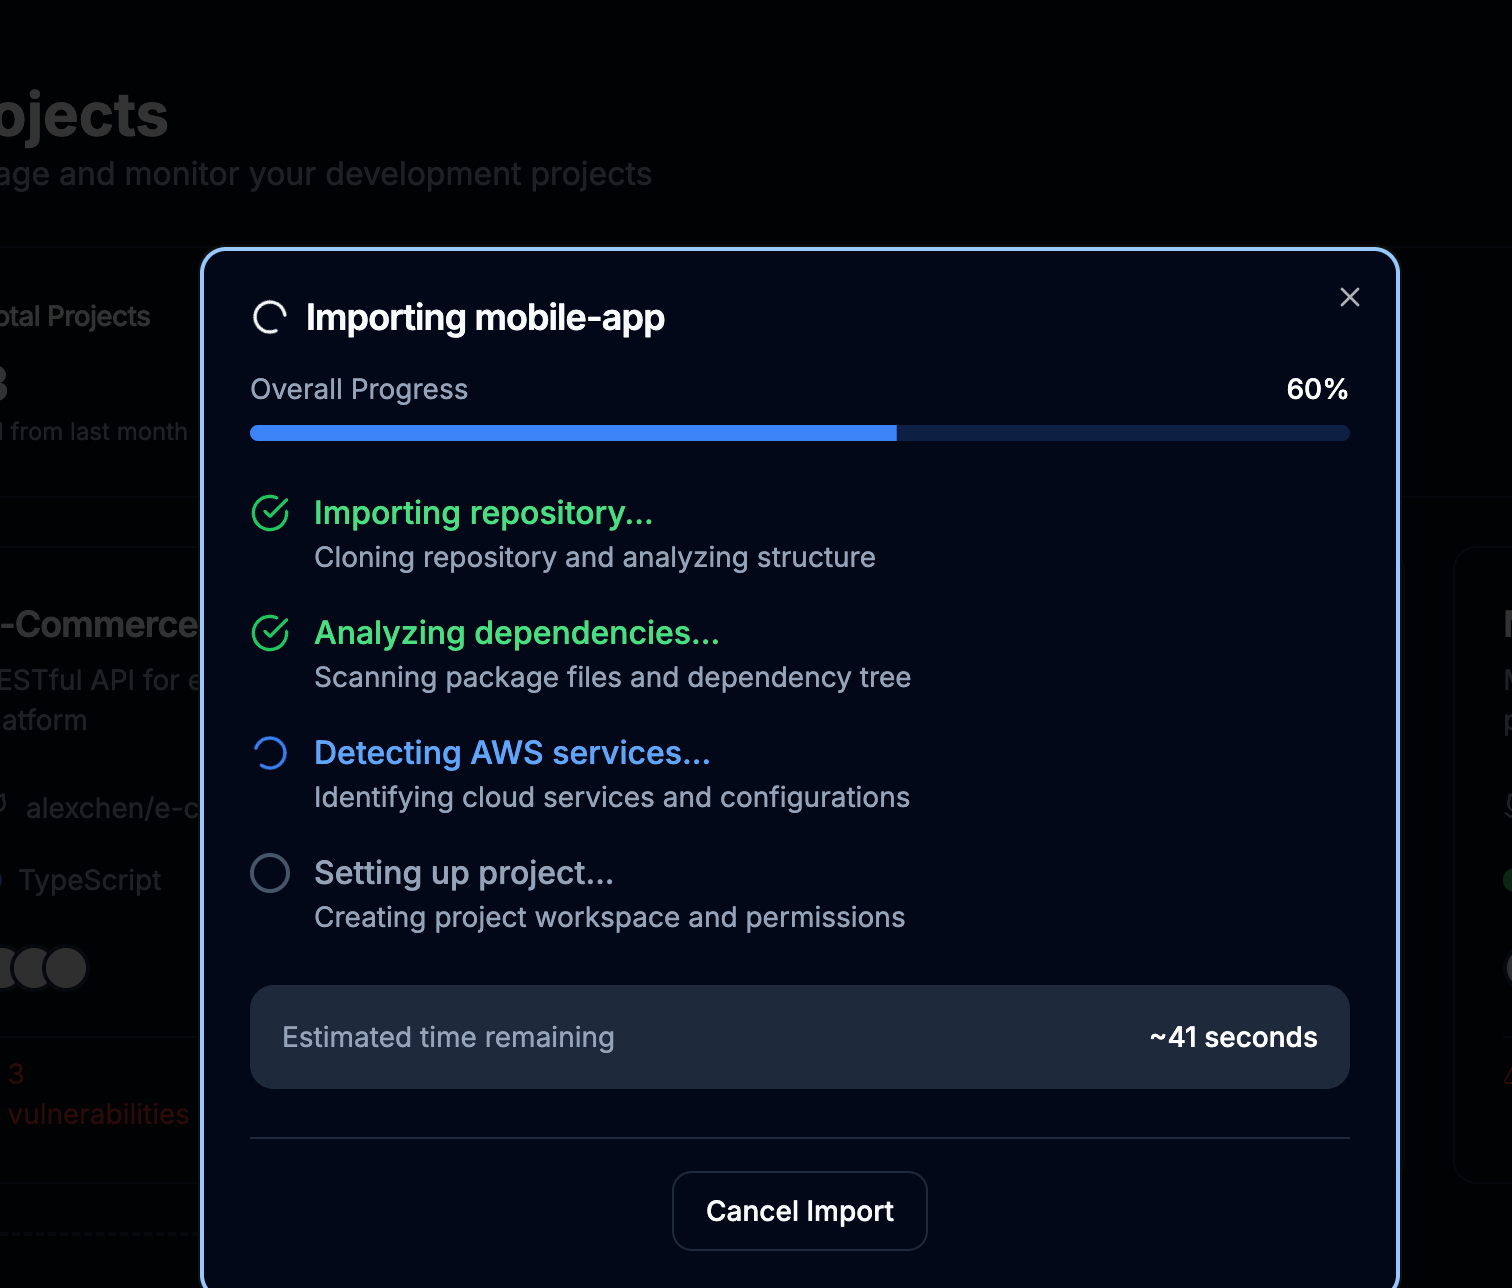 ojects
age and monitor your development projects
otal Projects
from last month
Importing mobile-app
Overall Progress
60%
Importing repository...
Cloning repository and analyzing structure
Analyzing dependencies...
Scanning package files and dependency tree
Detecting AWS services...
Identifying cloud services and configurations
Setting up project...
Creating project workspace and permissions
Estimated time remaining
~41 seconds
Cancel Import
-Commerce
ESTful API for e
atform
alexchen/e-c
TypeScript
3
vulnerabilities